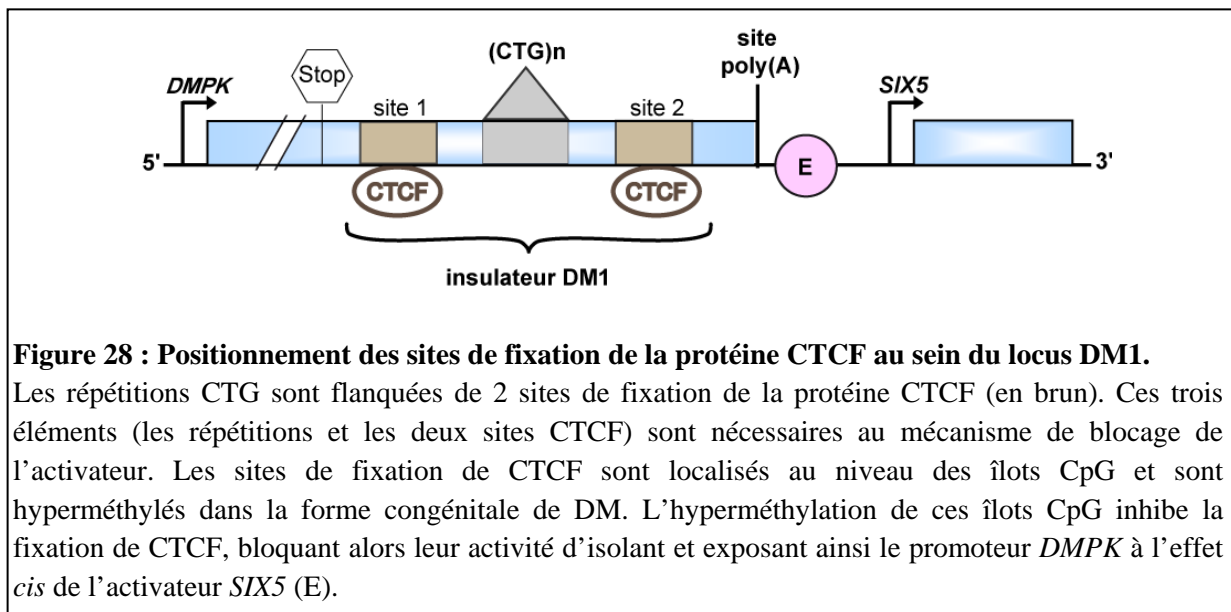 (CTG)n
site
poly(A)
DMPK
Stop
SIX5
site 1
site 2
5'
E
3'
CTCF
CTCF
insulateur DM1
Figure 28 : Positionnement des sites de fixation de la protéine CTCF au sein du locus DM1.
Les répétitions CTG sont flanquées de 2 sites de fixation de la protéine CTCF (en brun). Ces trois
éléments (les répétitions et les deux sites CTCF) sont nécessaires au mécanisme de blocage de
l'activateur. Les sites de fixation de CTCF sont localisés au niveau des îlots CpG et sont
hyperméthylés dans la forme congénitale de DM. L'hyperméthylation de ces îlots CpG inhibe la
fixation de CTCF, bloquant alors leur activité d'isolant et exposant ainsi le promoteur DMPK à l'effet
cis de l'activateur SIX5 (E).